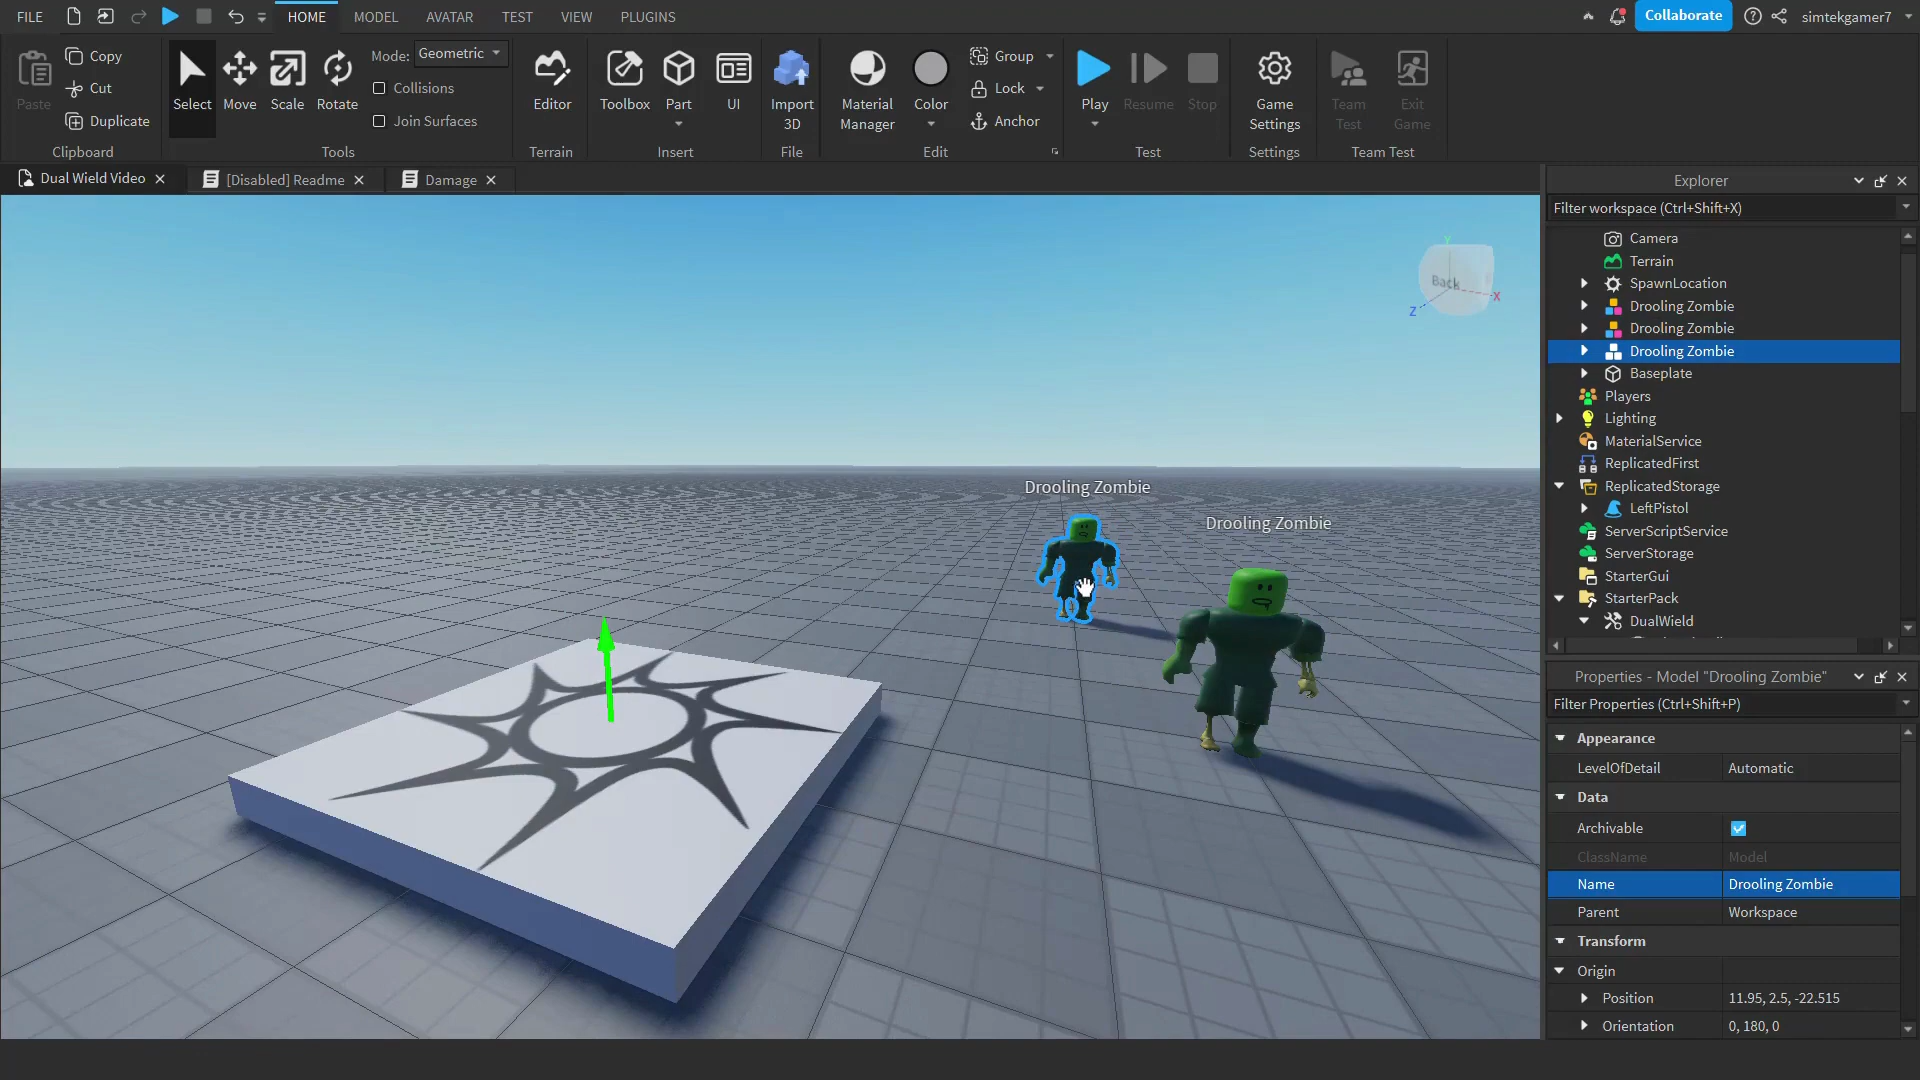 FILE
HOME
MODEL
AVATAR
TEST
VIEW
PLUGINS
Collaborate
simtekgamer7
Paste
Copy
Cut
Duplicate
Clipboard
Select
Move
Scale
Rotate
Mode: Geometric
Collisions
Join Surfaces
Tools
Editor
Terrain
Toolbox
Part
UI
Insert
Import
3D
File
Material
Manager
Color
Group
Lock
Anchor
Edit
Play
Resume
Stop
Test
Game
Settings
Settings
Team
Test
Exit
Game
Team Test
Dual Wield Video
[Disabled] Readme
Damage
Back
Y
X
Z
Drooling Zombie
Drooling Zombie
Explorer
Filter workspace (Ctrl+Shift+X)
Camera
Terrain
SpawnLocation
Drooling Zombie
Drooling Zombie
Drooling Zombie
Baseplate
Players
Lighting
MaterialService
ReplicatedFirst
ReplicatedStorage
LeftPistol
ServerScriptService
ServerStorage
StarterGui
StarterPack
DualWield
Properties - Model "Drooling Zombie"
Filter Properties (Ctrl+Shift+P)
Appearance
LevelOfDetail Automatic
Data
Archivable
ClassName Model
Name Drooling Zombie
Parent Workspace
Transform
Origin
Position 11.95, 2.5, -22.515
Orientation 0, 180, 0